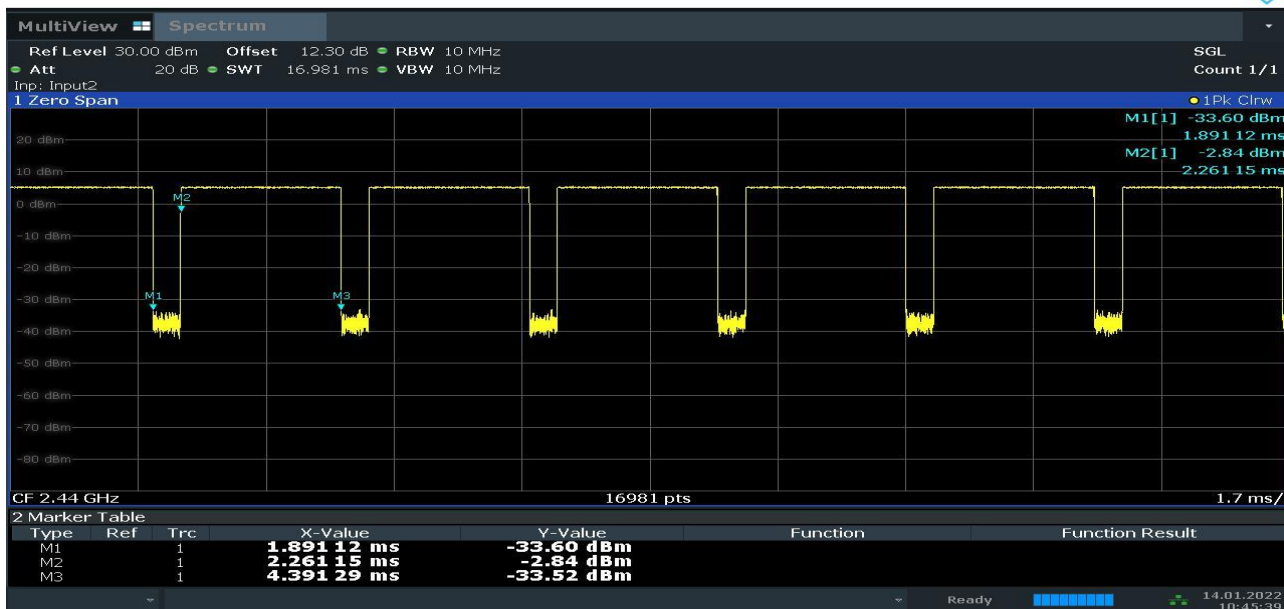 MultiView Spectrum
Ref Level 30.00 dBm Offset 12.30 dB RBW 10 MHz SGL
Att 20 dB SWT 16.981 ms VBW 10 MHz Count 1/1
Inp: Input2
1 Zero Span 1Pk Clrw
M1[1] -33.60 dBm
1.891 12 ms
M2[1] -2.84 dBm
2.261 15 ms
20 dBm
10 dBm
0 dBm
M2
-10 dBm
-20 dBm
-30 dBm
M1 M3
-40 dBm
-50 dBm
-60 dBm
-70 dBm
-80 dBm
CF 2.44 GHz 16981 pts 1.7 ms/
2 Marker Table
Type Ref Trc X-Value Y-Value Function Function Result
M1 1 1.891 12 ms -33.60 dBm
M2 1 2.261 15 ms -2.84 dBm
M3 1 4.391 29 ms -33.52 dBm
Ready 14.01.2022
10:45:39